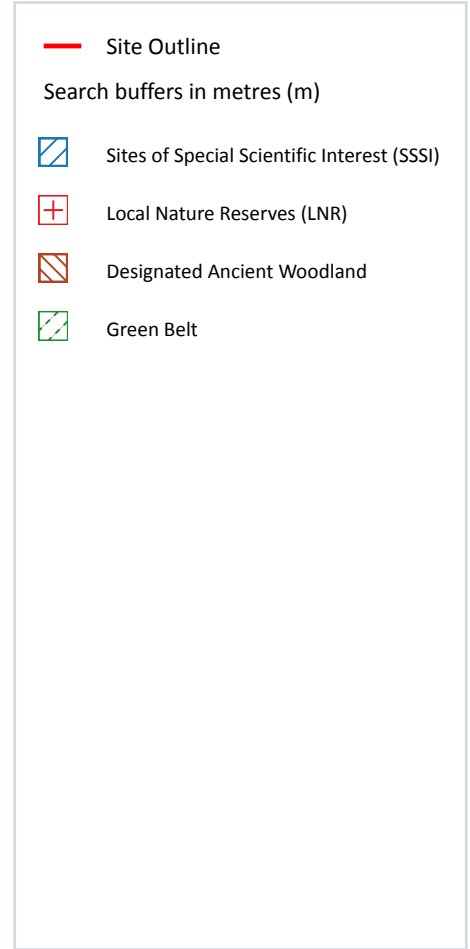 Site Outline
Search buffers in metres (m)
Sites of Special Scientific Interest (SSSI)
Local Nature Reserves (LNR)
Designated Ancient Woodland
Green Belt